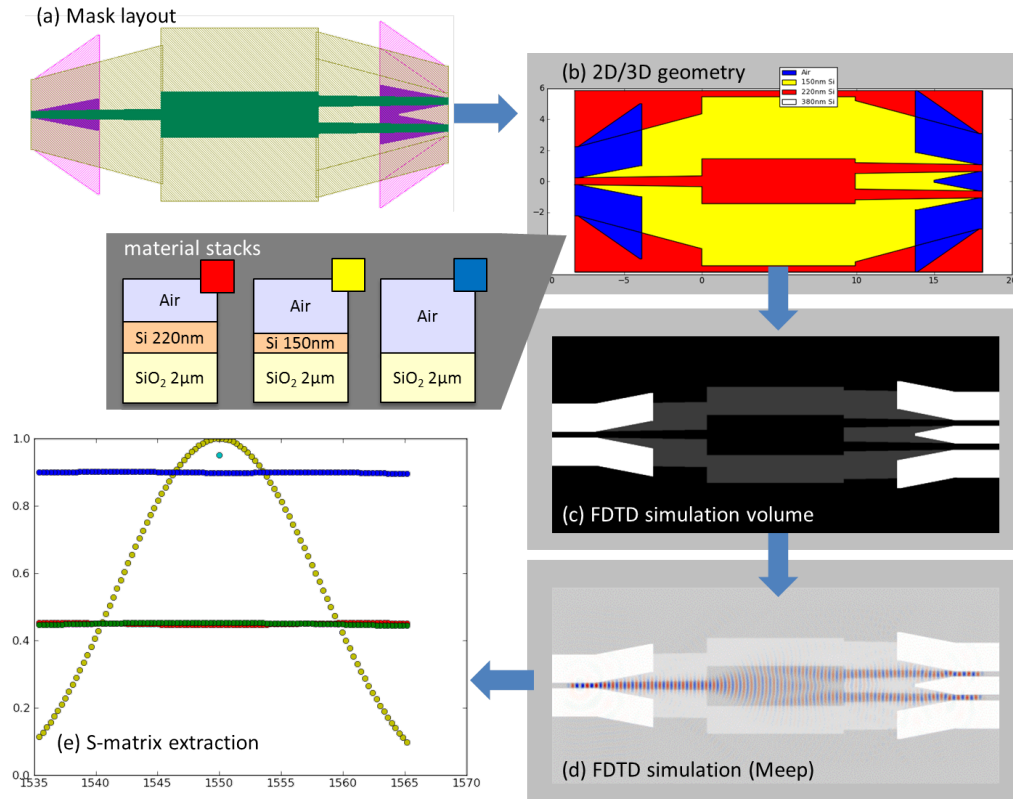 (a) Mask layout
(b) 2D/3D geometry
Air
150nm Si
220nm Si
380nm Si
6
4
2
0
−2
−5
0
5
10
15
20
material stacks
Air
Si 220nm
SiO₂ 2µm
Air
Si 150nm
SiO₂ 2µm
Air
SiO₂ 2µm
(c) FDTD simulation volume
(d) FDTD simulation (Meep)
1.0
0.8
0.6
0.4
0.2
0.0
1535
1540
1545
1550
1555
1560
1565
1570
(e) S-matrix extraction